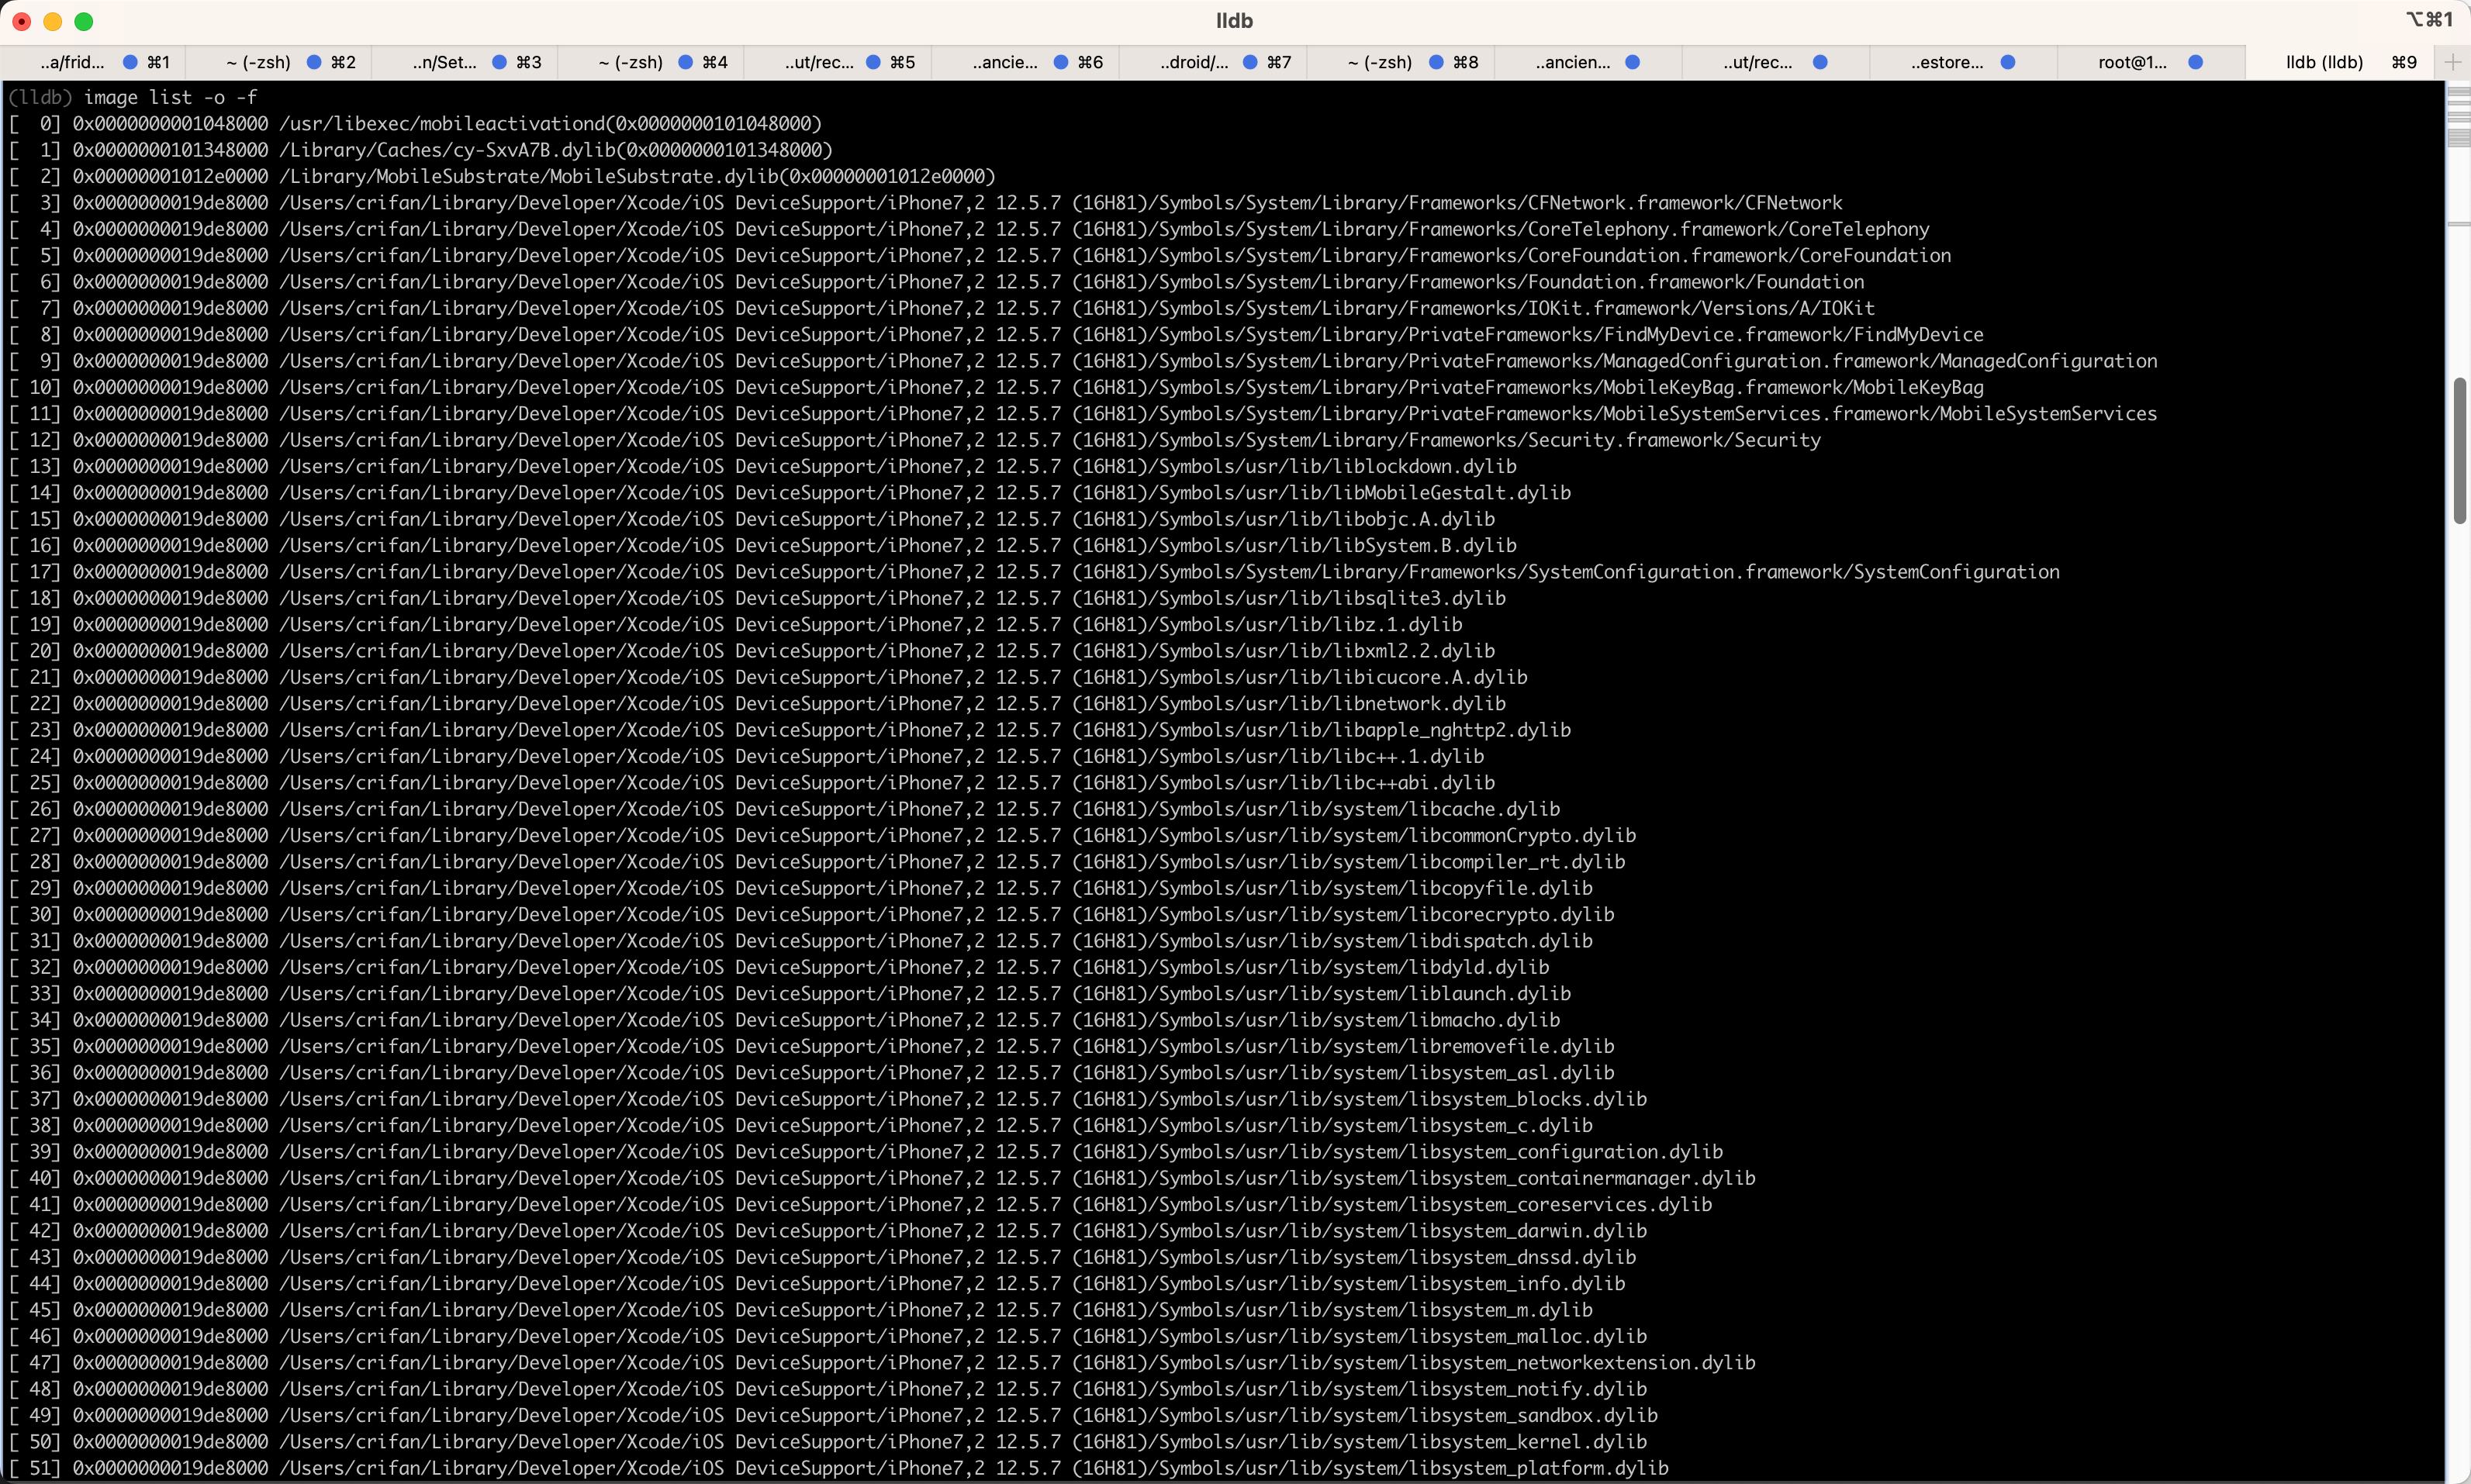 lldb
⌥⌘1
..a/frid... ⌘1 ~ (-zsh) ⌘2 ..n/Set... ⌘3 ~ (-zsh) ⌘4 ..ut/rec... ⌘5 ..ancie... ⌘6 ..droid/... ⌘7 ~ (-zsh) ⌘8 ..ancien... ..ut/rec... ..estore... root@1... lldb (lldb) ⌘9
(lldb) image list -o -f
[  0] 0x0000000001048000 /usr/libexec/mobileactivationd(0x0000000101048000)
[  1] 0x0000000101348000 /Library/Caches/cy-SxvA7B.dylib(0x0000000101348000)
[  2] 0x00000001012e0000 /Library/MobileSubstrate/MobileSubstrate.dylib(0x00000001012e0000)
[  3] 0x0000000019de8000 /Users/crifan/Library/Developer/Xcode/iOS DeviceSupport/iPhone7,2 12.5.7 (16H81)/Symbols/System/Library/Frameworks/CFNetwork.framework/CFNetwork
[  4] 0x0000000019de8000 /Users/crifan/Library/Developer/Xcode/iOS DeviceSupport/iPhone7,2 12.5.7 (16H81)/Symbols/System/Library/Frameworks/CoreTelephony.framework/CoreTelephony
[  5] 0x0000000019de8000 /Users/crifan/Library/Developer/Xcode/iOS DeviceSupport/iPhone7,2 12.5.7 (16H81)/Symbols/System/Library/Frameworks/CoreFoundation.framework/CoreFoundation
[  6] 0x0000000019de8000 /Users/crifan/Library/Developer/Xcode/iOS DeviceSupport/iPhone7,2 12.5.7 (16H81)/Symbols/System/Library/Frameworks/Foundation.framework/Foundation
[  7] 0x0000000019de8000 /Users/crifan/Library/Developer/Xcode/iOS DeviceSupport/iPhone7,2 12.5.7 (16H81)/Symbols/System/Library/Frameworks/IOKit.framework/Versions/A/IOKit
[  8] 0x0000000019de8000 /Users/crifan/Library/Developer/Xcode/iOS DeviceSupport/iPhone7,2 12.5.7 (16H81)/Symbols/System/Library/PrivateFrameworks/FindMyDevice.framework/FindMyDevice
[  9] 0x0000000019de8000 /Users/crifan/Library/Developer/Xcode/iOS DeviceSupport/iPhone7,2 12.5.7 (16H81)/Symbols/System/Library/PrivateFrameworks/ManagedConfiguration.framework/ManagedConfiguration
[ 10] 0x0000000019de8000 /Users/crifan/Library/Developer/Xcode/iOS DeviceSupport/iPhone7,2 12.5.7 (16H81)/Symbols/System/Library/PrivateFrameworks/MobileKeyBag.framework/MobileKeyBag
[ 11] 0x0000000019de8000 /Users/crifan/Library/Developer/Xcode/iOS DeviceSupport/iPhone7,2 12.5.7 (16H81)/Symbols/System/Library/PrivateFrameworks/MobileSystemServices.framework/MobileSystemServices
[ 12] 0x0000000019de8000 /Users/crifan/Library/Developer/Xcode/iOS DeviceSupport/iPhone7,2 12.5.7 (16H81)/Symbols/System/Library/Frameworks/Security.framework/Security
[ 13] 0x0000000019de8000 /Users/crifan/Library/Developer/Xcode/iOS DeviceSupport/iPhone7,2 12.5.7 (16H81)/Symbols/usr/lib/liblockdown.dylib
[ 14] 0x0000000019de8000 /Users/crifan/Library/Developer/Xcode/iOS DeviceSupport/iPhone7,2 12.5.7 (16H81)/Symbols/usr/lib/libMobileGestalt.dylib
[ 15] 0x0000000019de8000 /Users/crifan/Library/Developer/Xcode/iOS DeviceSupport/iPhone7,2 12.5.7 (16H81)/Symbols/usr/lib/libobjc.A.dylib
[ 16] 0x0000000019de8000 /Users/crifan/Library/Developer/Xcode/iOS DeviceSupport/iPhone7,2 12.5.7 (16H81)/Symbols/usr/lib/libSystem.B.dylib
[ 17] 0x0000000019de8000 /Users/crifan/Library/Developer/Xcode/iOS DeviceSupport/iPhone7,2 12.5.7 (16H81)/Symbols/System/Library/Frameworks/SystemConfiguration.framework/SystemConfiguration
[ 18] 0x0000000019de8000 /Users/crifan/Library/Developer/Xcode/iOS DeviceSupport/iPhone7,2 12.5.7 (16H81)/Symbols/usr/lib/libsqlite3.dylib
[ 19] 0x0000000019de8000 /Users/crifan/Library/Developer/Xcode/iOS DeviceSupport/iPhone7,2 12.5.7 (16H81)/Symbols/usr/lib/libz.1.dylib
[ 20] 0x0000000019de8000 /Users/crifan/Library/Developer/Xcode/iOS DeviceSupport/iPhone7,2 12.5.7 (16H81)/Symbols/usr/lib/libxml2.2.dylib
[ 21] 0x0000000019de8000 /Users/crifan/Library/Developer/Xcode/iOS DeviceSupport/iPhone7,2 12.5.7 (16H81)/Symbols/usr/lib/libicucore.A.dylib
[ 22] 0x0000000019de8000 /Users/crifan/Library/Developer/Xcode/iOS DeviceSupport/iPhone7,2 12.5.7 (16H81)/Symbols/usr/lib/libnetwork.dylib
[ 23] 0x0000000019de8000 /Users/crifan/Library/Developer/Xcode/iOS DeviceSupport/iPhone7,2 12.5.7 (16H81)/Symbols/usr/lib/libapple_nghttp2.dylib
[ 24] 0x0000000019de8000 /Users/crifan/Library/Developer/Xcode/iOS DeviceSupport/iPhone7,2 12.5.7 (16H81)/Symbols/usr/lib/libc++.1.dylib
[ 25] 0x0000000019de8000 /Users/crifan/Library/Developer/Xcode/iOS DeviceSupport/iPhone7,2 12.5.7 (16H81)/Symbols/usr/lib/libc++abi.dylib
[ 26] 0x0000000019de8000 /Users/crifan/Library/Developer/Xcode/iOS DeviceSupport/iPhone7,2 12.5.7 (16H81)/Symbols/usr/lib/system/libcache.dylib
[ 27] 0x0000000019de8000 /Users/crifan/Library/Developer/Xcode/iOS DeviceSupport/iPhone7,2 12.5.7 (16H81)/Symbols/usr/lib/system/libcommonCrypto.dylib
[ 28] 0x0000000019de8000 /Users/crifan/Library/Developer/Xcode/iOS DeviceSupport/iPhone7,2 12.5.7 (16H81)/Symbols/usr/lib/system/libcompiler_rt.dylib
[ 29] 0x0000000019de8000 /Users/crifan/Library/Developer/Xcode/iOS DeviceSupport/iPhone7,2 12.5.7 (16H81)/Symbols/usr/lib/system/libcopyfile.dylib
[ 30] 0x0000000019de8000 /Users/crifan/Library/Developer/Xcode/iOS DeviceSupport/iPhone7,2 12.5.7 (16H81)/Symbols/usr/lib/system/libcorecrypto.dylib
[ 31] 0x0000000019de8000 /Users/crifan/Library/Developer/Xcode/iOS DeviceSupport/iPhone7,2 12.5.7 (16H81)/Symbols/usr/lib/system/libdispatch.dylib
[ 32] 0x0000000019de8000 /Users/crifan/Library/Developer/Xcode/iOS DeviceSupport/iPhone7,2 12.5.7 (16H81)/Symbols/usr/lib/system/libdyld.dylib
[ 33] 0x0000000019de8000 /Users/crifan/Library/Developer/Xcode/iOS DeviceSupport/iPhone7,2 12.5.7 (16H81)/Symbols/usr/lib/system/liblaunch.dylib
[ 34] 0x0000000019de8000 /Users/crifan/Library/Developer/Xcode/iOS DeviceSupport/iPhone7,2 12.5.7 (16H81)/Symbols/usr/lib/system/libmacho.dylib
[ 35] 0x0000000019de8000 /Users/crifan/Library/Developer/Xcode/iOS DeviceSupport/iPhone7,2 12.5.7 (16H81)/Symbols/usr/lib/system/libremovefile.dylib
[ 36] 0x0000000019de8000 /Users/crifan/Library/Developer/Xcode/iOS DeviceSupport/iPhone7,2 12.5.7 (16H81)/Symbols/usr/lib/system/libsystem_asl.dylib
[ 37] 0x0000000019de8000 /Users/crifan/Library/Developer/Xcode/iOS DeviceSupport/iPhone7,2 12.5.7 (16H81)/Symbols/usr/lib/system/libsystem_blocks.dylib
[ 38] 0x0000000019de8000 /Users/crifan/Library/Developer/Xcode/iOS DeviceSupport/iPhone7,2 12.5.7 (16H81)/Symbols/usr/lib/system/libsystem_c.dylib
[ 39] 0x0000000019de8000 /Users/crifan/Library/Developer/Xcode/iOS DeviceSupport/iPhone7,2 12.5.7 (16H81)/Symbols/usr/lib/system/libsystem_configuration.dylib
[ 40] 0x0000000019de8000 /Users/crifan/Library/Developer/Xcode/iOS DeviceSupport/iPhone7,2 12.5.7 (16H81)/Symbols/usr/lib/system/libsystem_containermanager.dylib
[ 41] 0x0000000019de8000 /Users/crifan/Library/Developer/Xcode/iOS DeviceSupport/iPhone7,2 12.5.7 (16H81)/Symbols/usr/lib/system/libsystem_coreservices.dylib
[ 42] 0x0000000019de8000 /Users/crifan/Library/Developer/Xcode/iOS DeviceSupport/iPhone7,2 12.5.7 (16H81)/Symbols/usr/lib/system/libsystem_darwin.dylib
[ 43] 0x0000000019de8000 /Users/crifan/Library/Developer/Xcode/iOS DeviceSupport/iPhone7,2 12.5.7 (16H81)/Symbols/usr/lib/system/libsystem_dnssd.dylib
[ 44] 0x0000000019de8000 /Users/crifan/Library/Developer/Xcode/iOS DeviceSupport/iPhone7,2 12.5.7 (16H81)/Symbols/usr/lib/system/libsystem_info.dylib
[ 45] 0x0000000019de8000 /Users/crifan/Library/Developer/Xcode/iOS DeviceSupport/iPhone7,2 12.5.7 (16H81)/Symbols/usr/lib/system/libsystem_m.dylib
[ 46] 0x0000000019de8000 /Users/crifan/Library/Developer/Xcode/iOS DeviceSupport/iPhone7,2 12.5.7 (16H81)/Symbols/usr/lib/system/libsystem_malloc.dylib
[ 47] 0x0000000019de8000 /Users/crifan/Library/Developer/Xcode/iOS DeviceSupport/iPhone7,2 12.5.7 (16H81)/Symbols/usr/lib/system/libsystem_networkextension.dylib
[ 48] 0x0000000019de8000 /Users/crifan/Library/Developer/Xcode/iOS DeviceSupport/iPhone7,2 12.5.7 (16H81)/Symbols/usr/lib/system/libsystem_notify.dylib
[ 49] 0x0000000019de8000 /Users/crifan/Library/Developer/Xcode/iOS DeviceSupport/iPhone7,2 12.5.7 (16H81)/Symbols/usr/lib/system/libsystem_sandbox.dylib
[ 50] 0x0000000019de8000 /Users/crifan/Library/Developer/Xcode/iOS DeviceSupport/iPhone7,2 12.5.7 (16H81)/Symbols/usr/lib/system/libsystem_kernel.dylib
[ 51] 0x0000000019de8000 /Users/crifan/Library/Developer/Xcode/iOS DeviceSupport/iPhone7,2 12.5.7 (16H81)/Symbols/usr/lib/system/libsystem_platform.dylib